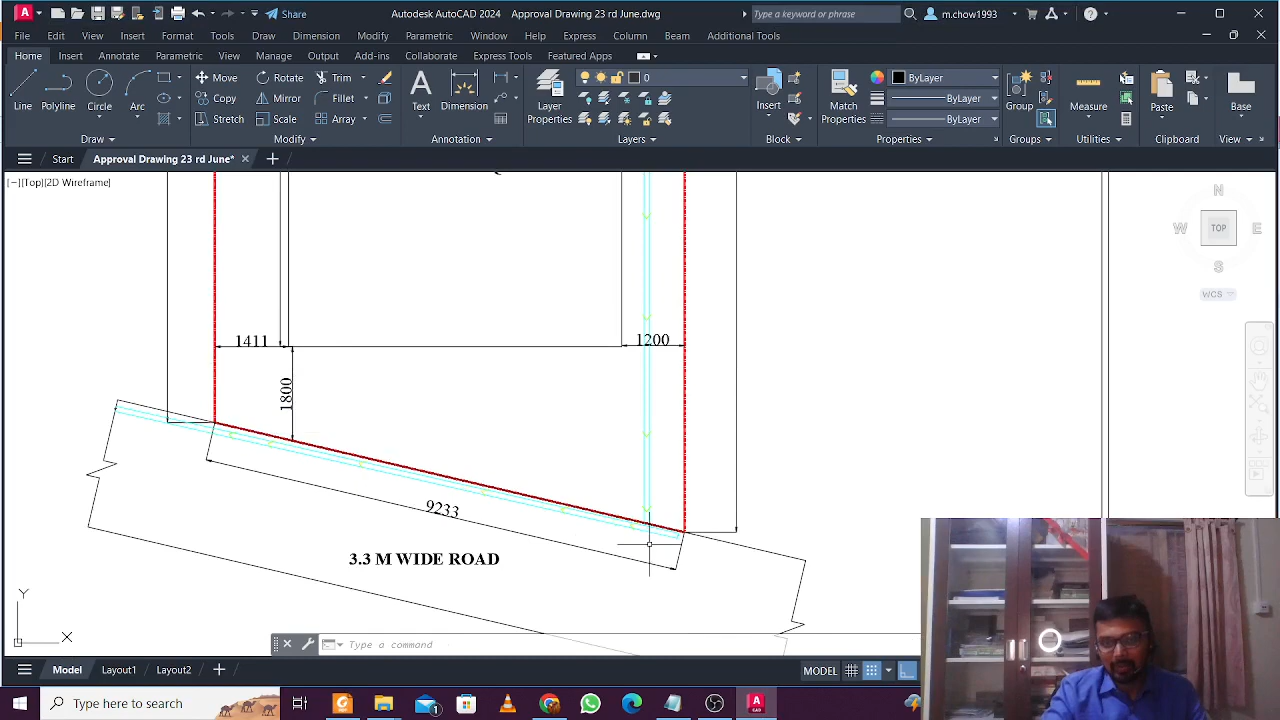 Share
Autodesk AutoCAD 2024 Approval Drawing 23 rd June.dwg
Type a keyword or phrase
m.chow1993
File Edit View Insert Format Tools Draw Dimension Modify Parametric Window Help Express Column Beam Additional Tools
Home Insert Annotate Parametric View Manage Output Add-ins Collaborate Express Tools Featured Apps
Line Polyline Circle Arc
Move Rotate Trim
Copy Mirror Fillet
Stretch Scale Array
Text Dimension
Layer Properties
0
Insert
Match Properties
ByLayer
ByLayer
ByLayer
Group
Measure
Paste
Base
Draw Modify Annotation Layers Block Properties Groups Utilities Clipboard View
Start Approval Drawing 23 rd June*
[−][Top][2D Wireframe]
N
W TOP E
S
WCS
1411
1200
1800
9233
3.3 M WIDE ROAD
Y
X
Type a command
Model Layout1 Layout2
MODEL
Type here to search